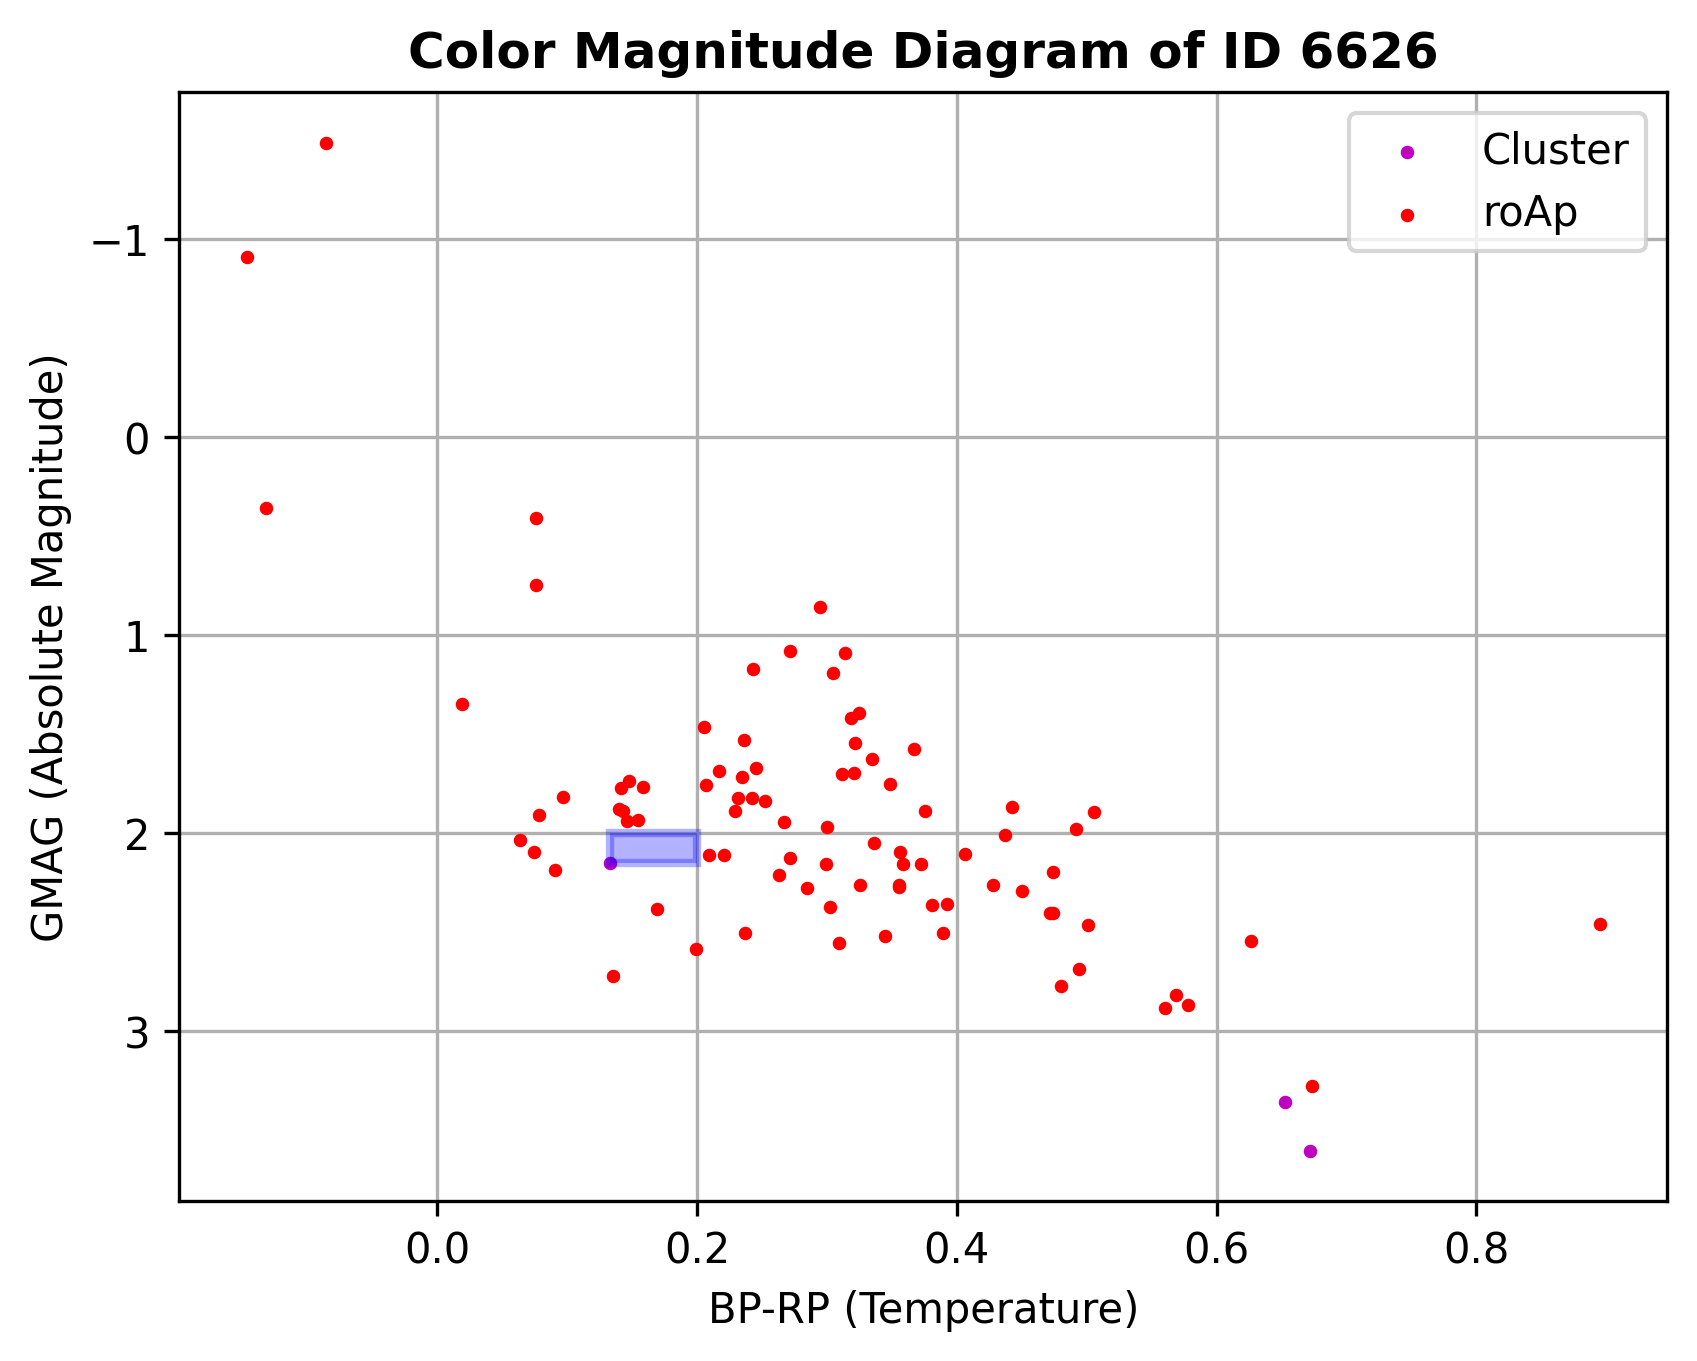 Color Magnitude Diagram of ID 6626
Cluster
roAp
GMAG (Absolute Magnitude)
−1
0
1
2
3
0.0 0.2 0.4 0.6 0.8
BP-RP (Temperature)